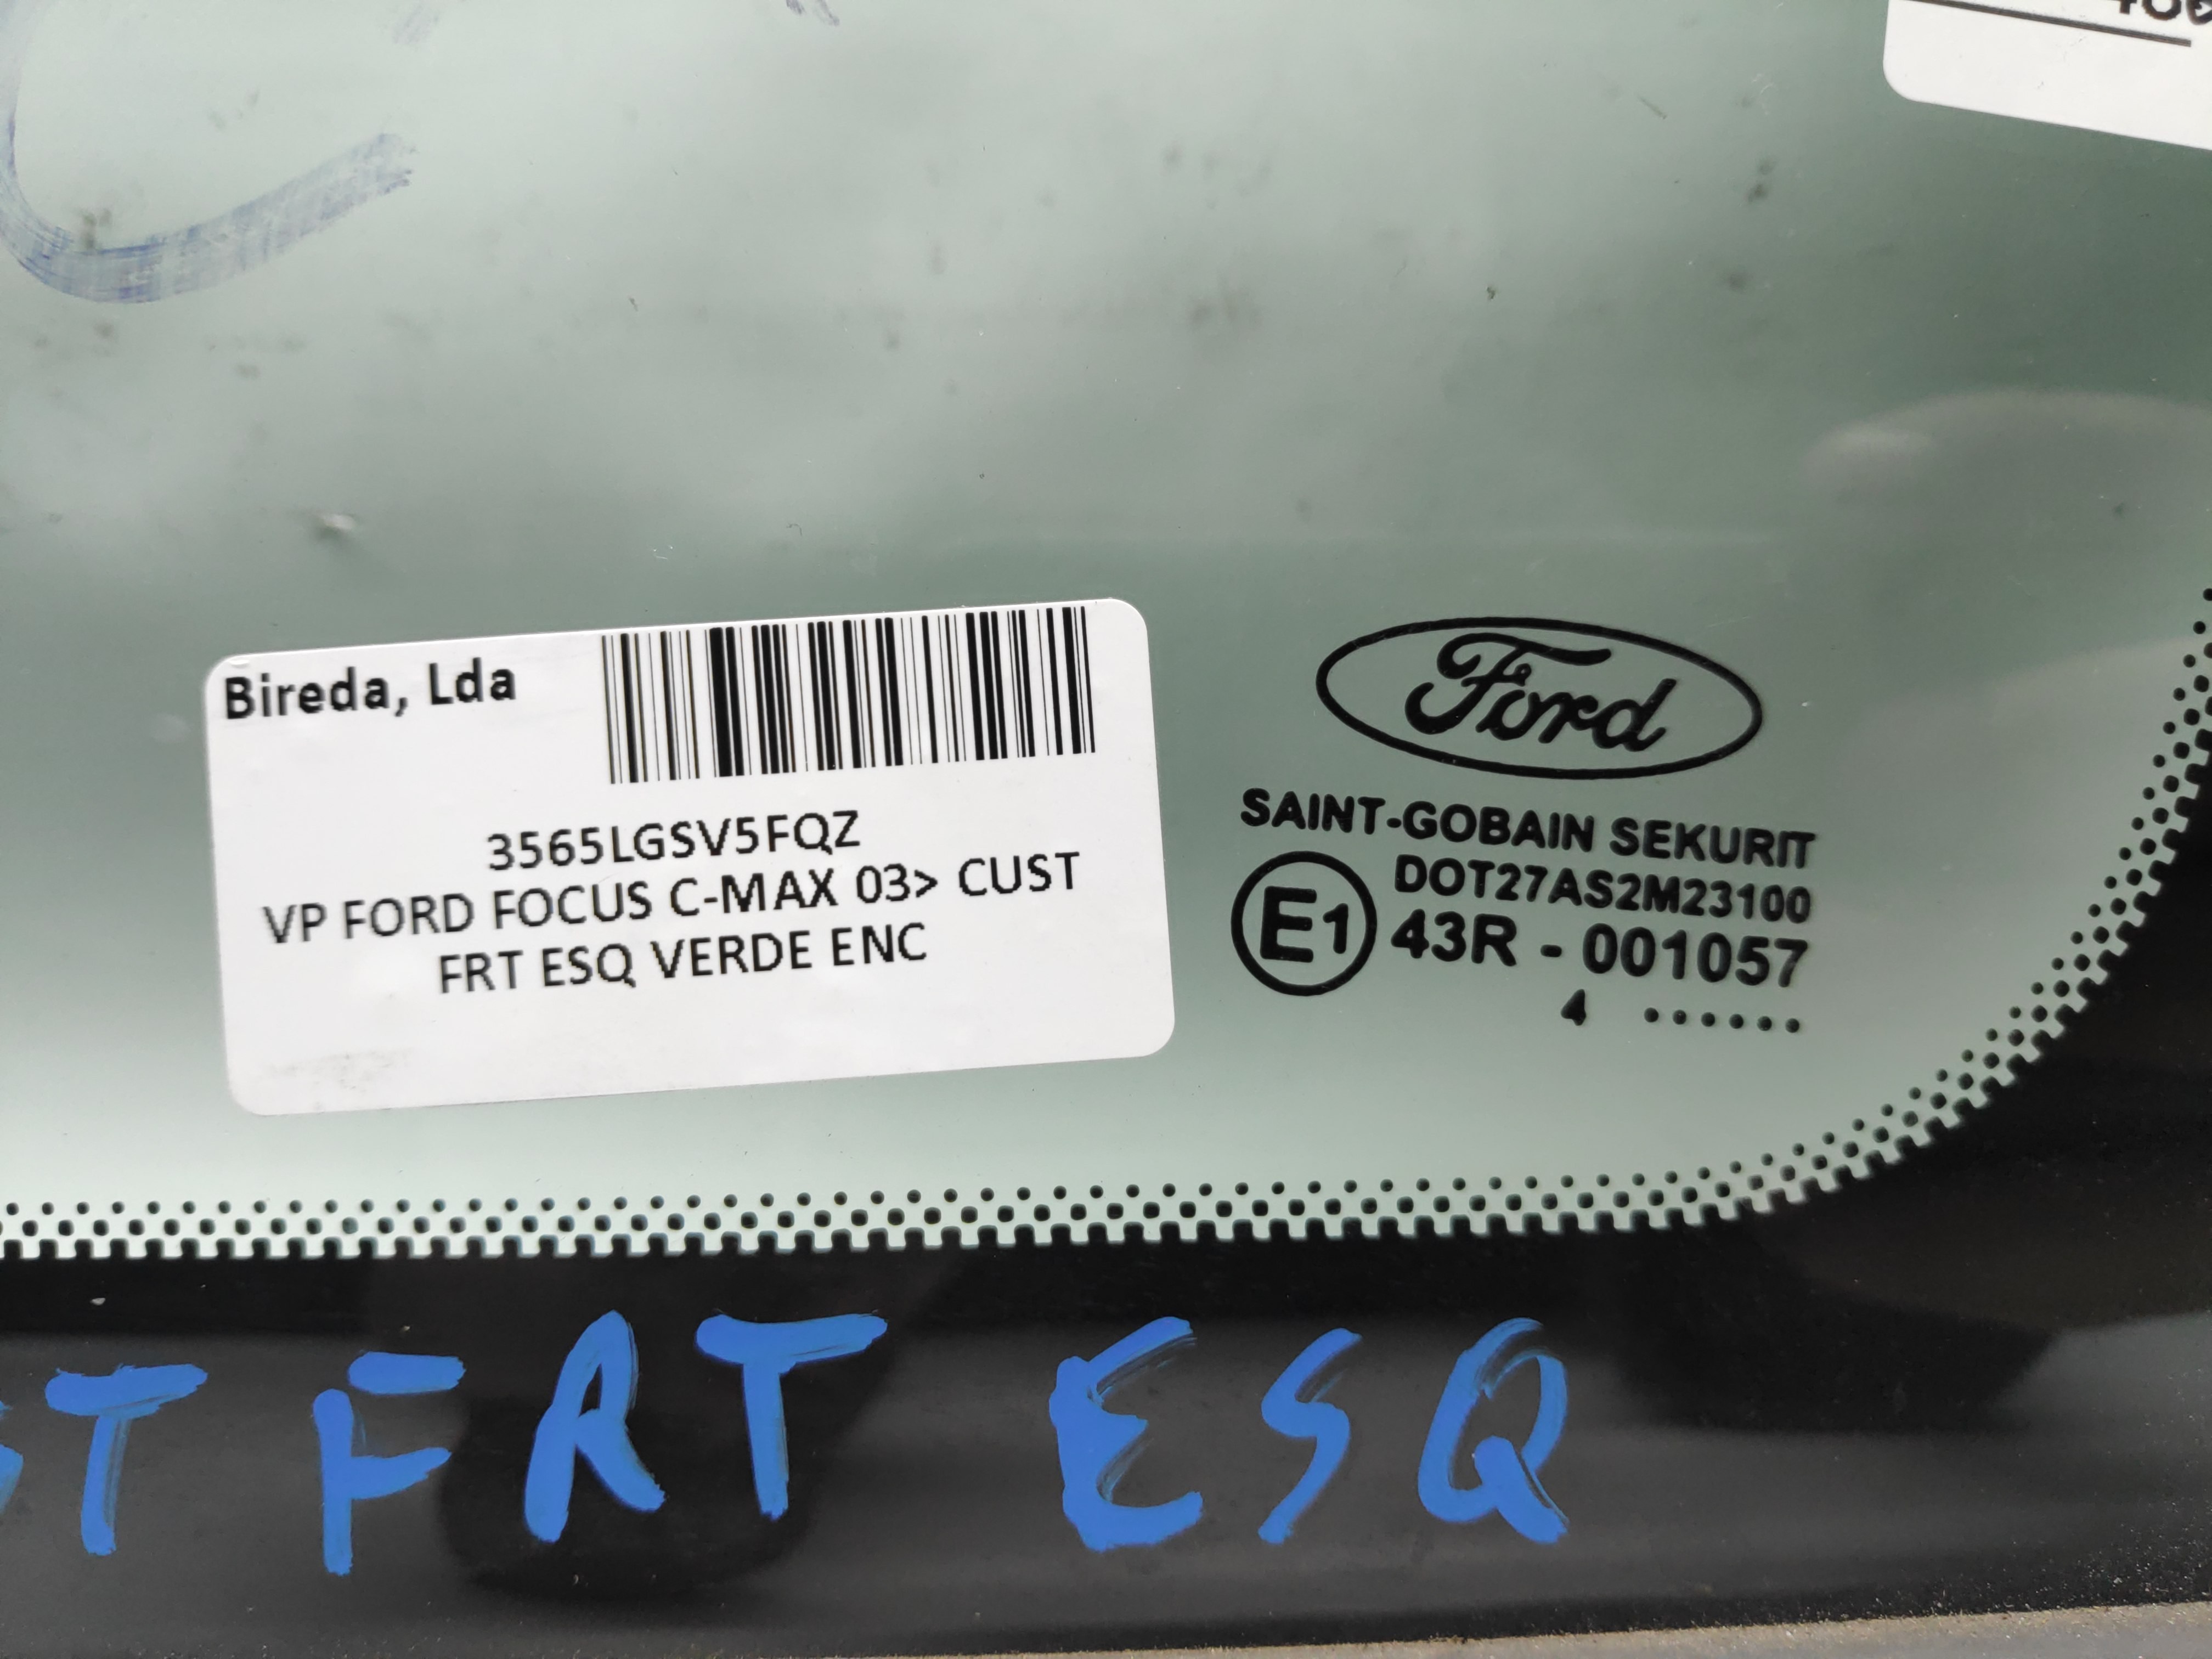 Bireda, Lda
3565LGSV5FQZ
VP FORD FOCUS C-MAX 03> CUST
FRT ESQ VERDE ENC
Ford
SAINT-GOBAIN SEKURIT
DOT27AS2M23100
E1 43R - 001057
4 ......
FRT ESQ